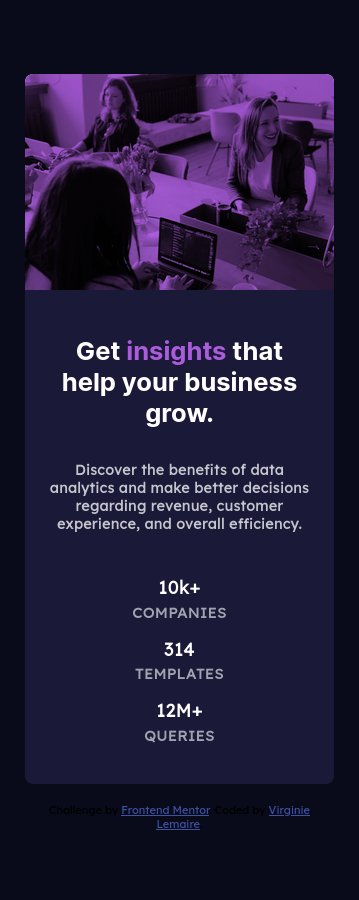 Get insights that
help your business
grow.
Discover the benefits of data
analytics and make better decisions
regarding revenue, customer
experience, and overall efficiency.
10k+
COMPANIES
314
TEMPLATES
12M+
QUERIES
Challenge by Frontend Mentor. Coded by Virginie
Lemaire